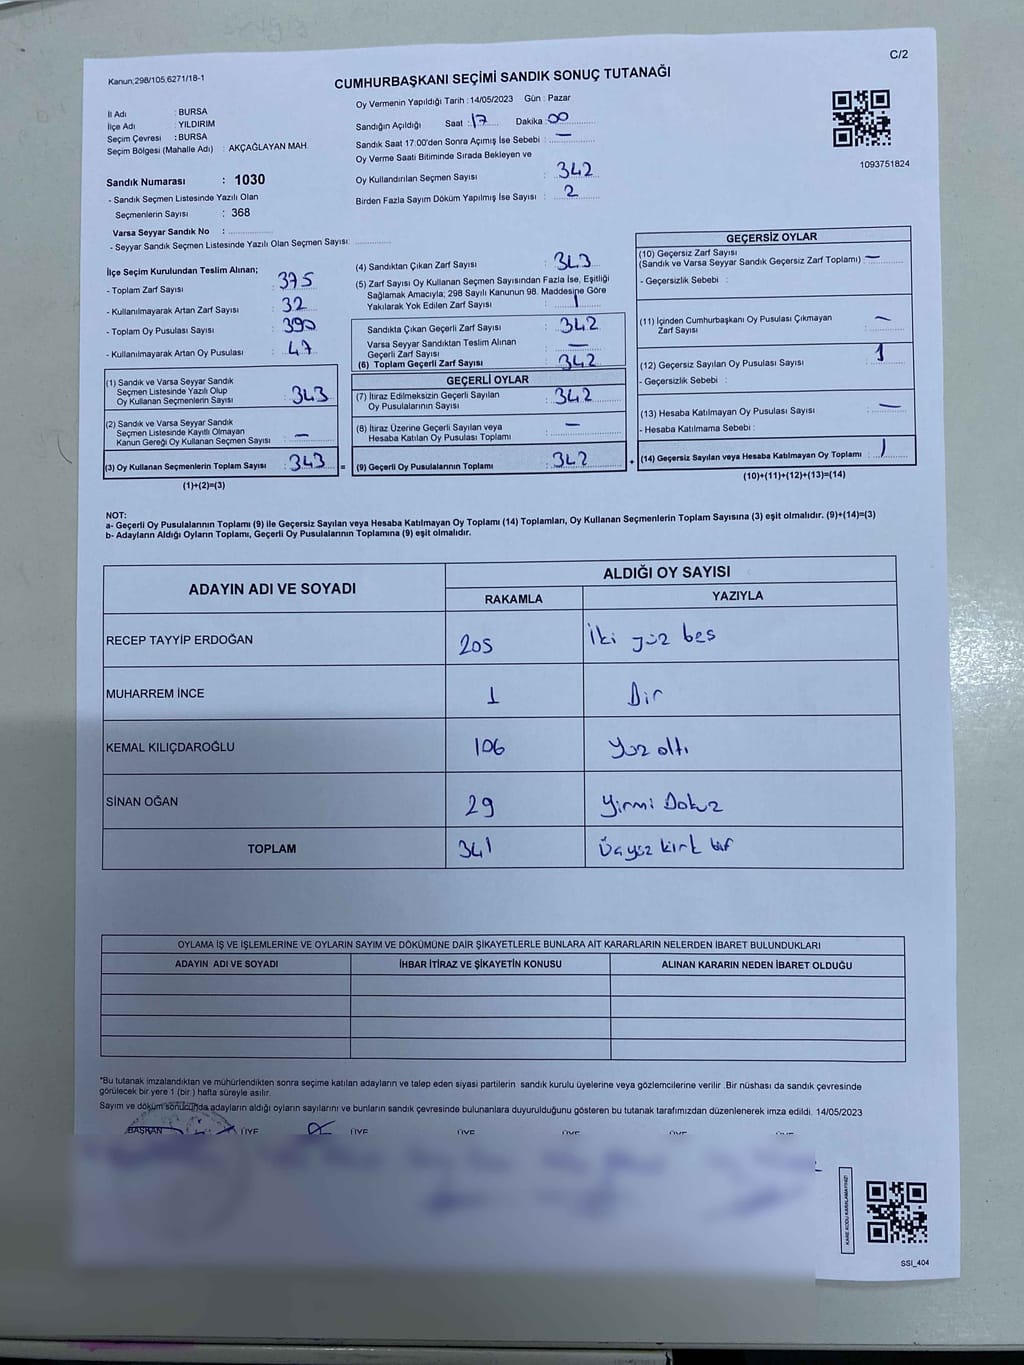 C/2
Kanun:298/105,6271/18-1
CUMHURBAŞKANI SEÇİMİ SANDIK SONUÇ TUTANAĞI
İl Adı : BURSA
İlçe Adı : YILDIRIM
Seçim Çevresi : BURSA
Seçim Bölgesi (Mahalle Adı) : AKÇAĞLAYAN MAH.
Sandık Numarası : 1030
- Sandık Seçmen Listesinde Yazılı Olan
Seçmenlerin Sayısı : 368
Varsa Seyyar Sandık No :
- Seyyar Sandık Seçmen Listesinde Yazılı Olan Seçmen Sayısı:
Oy Vermenin Yapıldığı Tarih : 14/05/2023 Gün : Pazar
Sandığın Açıldığı Saat : 17 Dakika : 00
Sandık Saat 17:00'den Sonra Açımış İse Sebebi : —
Oy Verme Saati Bitiminde Sırada Bekleyen ve
Oy Kullandırılan Seçmen Sayısı : 342
Birden Fazla Sayım Döküm Yapılmış İse Sayısı : 2
1093751824
İlçe Seçim Kurulundan Teslim Alınan;
- Toplam Zarf Sayısı : 375
- Kullanılmayarak Artan Zarf Sayısı : 32
- Toplam Oy Pusulası Sayısı : 390
- Kullanılmayarak Artan Oy Pusulası : 47
(1) Sandık ve Varsa Seyyar Sandık
Seçmen Listesinde Yazılı Olup
Oy Kullanan Seçmenlerin Sayısı : 343
(2) Sandık ve Varsa Seyyar Sandık
Seçmen Listesinde Kayıtlı Olmayan
Kanun Gereği Oy Kullanan Seçmen Sayısı : —
(3) Oy Kullanan Seçmenlerin Toplam Sayısı : 343 =
(1)+(2)=(3)
(4) Sandıktan Çıkan Zarf Sayısı : 343
(5) Zarf Sayısı Oy Kullanan Seçmen Sayısından Fazla İse, Eşitliği
Sağlamak Amacıyla; 298 Sayılı Kanunun 98. Maddesine Göre
Yakılarak Yok Edilen Zarf Sayısı : 1
Sandıkta Çıkan Geçerli Zarf Sayısı : 342
Varsa Seyyar Sandıktan Teslim Alınan
Geçerli Zarf Sayısı : —
(6) Toplam Geçerli Zarf Sayısı : 342
GEÇERLİ OYLAR
(7) İtiraz Edilmeksizin Geçerli Sayılan
Oy Pusulalarının Sayısı : 342
(8) İtiraz Üzerine Geçerli Sayılan veya
Hesaba Katılan Oy Pusulası Toplamı : —
(9) Geçerli Oy Pusulalarının Toplamı : 342 +
GEÇERSİZ OYLAR
(10) Geçersiz Zarf Sayısı
(Sandık ve Varsa Seyyar Sandık Geçersiz Zarf Toplamı) : —
- Geçersizlik Sebebi :
(11) İçinden Cumhurbaşkanı Oy Pusulası Çıkmayan
Zarf Sayısı : —
(12) Geçersiz Sayılan Oy Pusulası Sayısı : 1
- Geçersizlik Sebebi :
(13) Hesaba Katılmayan Oy Pusulası Sayısı : —
- Hesaba Katılmama Sebebi :
(14) Geçersiz Sayılan veya Hesaba Katılmayan Oy Toplamı : 1
(10)+(11)+(12)+(13)=(14)
NOT:
a- Geçerli Oy Pusulalarının Toplamı (9) ile Geçersiz Sayılan veya Hesaba Katılmayan Oy Toplamı (14) Toplamları, Oy Kullanan Seçmenlerin Toplam Sayısına (3) eşit olmalıdır. (9)+(14)=(3)
b- Adayların Aldığı Oyların Toplamı, Geçerli Oy Pusulalarının Toplamına (9) eşit olmalıdır.
ADAYIN ADI VE SOYADI ALDIĞI OY SAYISI
RAKAMLA YAZIYLA
RECEP TAYYİP ERDOĞAN 205 İki yüz bes
MUHARREM İNCE 1 Bir
KEMAL KILIÇDAROĞLU 106 Yüz altı
SİNAN OĞAN 29 Yirmi Dokuz
TOPLAM 341 Üçyüz kırk bir
OYLAMA İŞ VE İŞLEMLERİNE VE OYLARIN SAYIM VE DÖKÜMÜNE DAİR ŞİKAYETLERLE BUNLARA AİT KARARLARIN NELERDEN İBARET BULUNDUKLARI
ADAYIN ADI VE SOYADI İHBAR İTİRAZ VE ŞİKAYETİN KONUSU ALINAN KARARIN NEDEN İBARET OLDUĞU
*Bu tutanak imzalandıktan ve mühürlendikten sonra seçime katılan adayların ve talep eden siyasi partilerin sandık kurulu üyelerine veya gözlemcilerine verilir .Bir nüshası da sandık çevresinde
görülecek bir yere 1 (bir ) hafta süreyle asılır.
Sayım ve döküm sonucunda adayların aldığı oyların sayılarını ve bunların sandık çevresinde bulunanlara duyurulduğunu gösteren bu tutanak tarafımızdan düzenlenerek imza edildi. 14/05/2023
BAŞKAN ÜYE ÜYE ÜYE ÜYE ÜYE ÜYE
KARE KODU KARALAMAYINIZ!
SSI_404